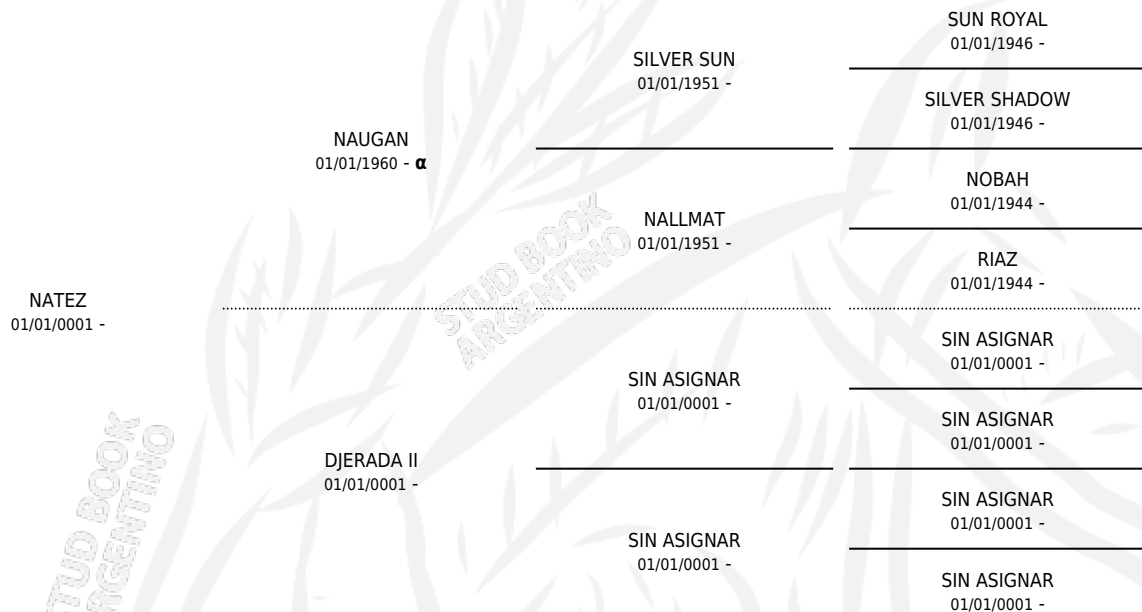 SUN ROYAL
01/01/1946 -
SILVER SUN
01/01/1951 -
SILVER SHADOW
01/01/1946 -
NAUGAN
01/01/1960 - α
NOBAH
01/01/1944 -
NALLMAT
01/01/1951 -
RIAZ
01/01/1944 -
NATEZ
01/01/0001 -
STUD BOOK
ARGENTINO
SIN ASIGNAR
01/01/0001 -
SIN ASIGNAR
01/01/0001 -
SIN ASIGNAR
01/01/0001 -
DJERADA II
01/01/0001 -
SIN ASIGNAR
01/01/0001 -
SIN ASIGNAR
01/01/0001 -
SIN ASIGNAR
01/01/0001 -
STUD BOOK
ARGENTINO